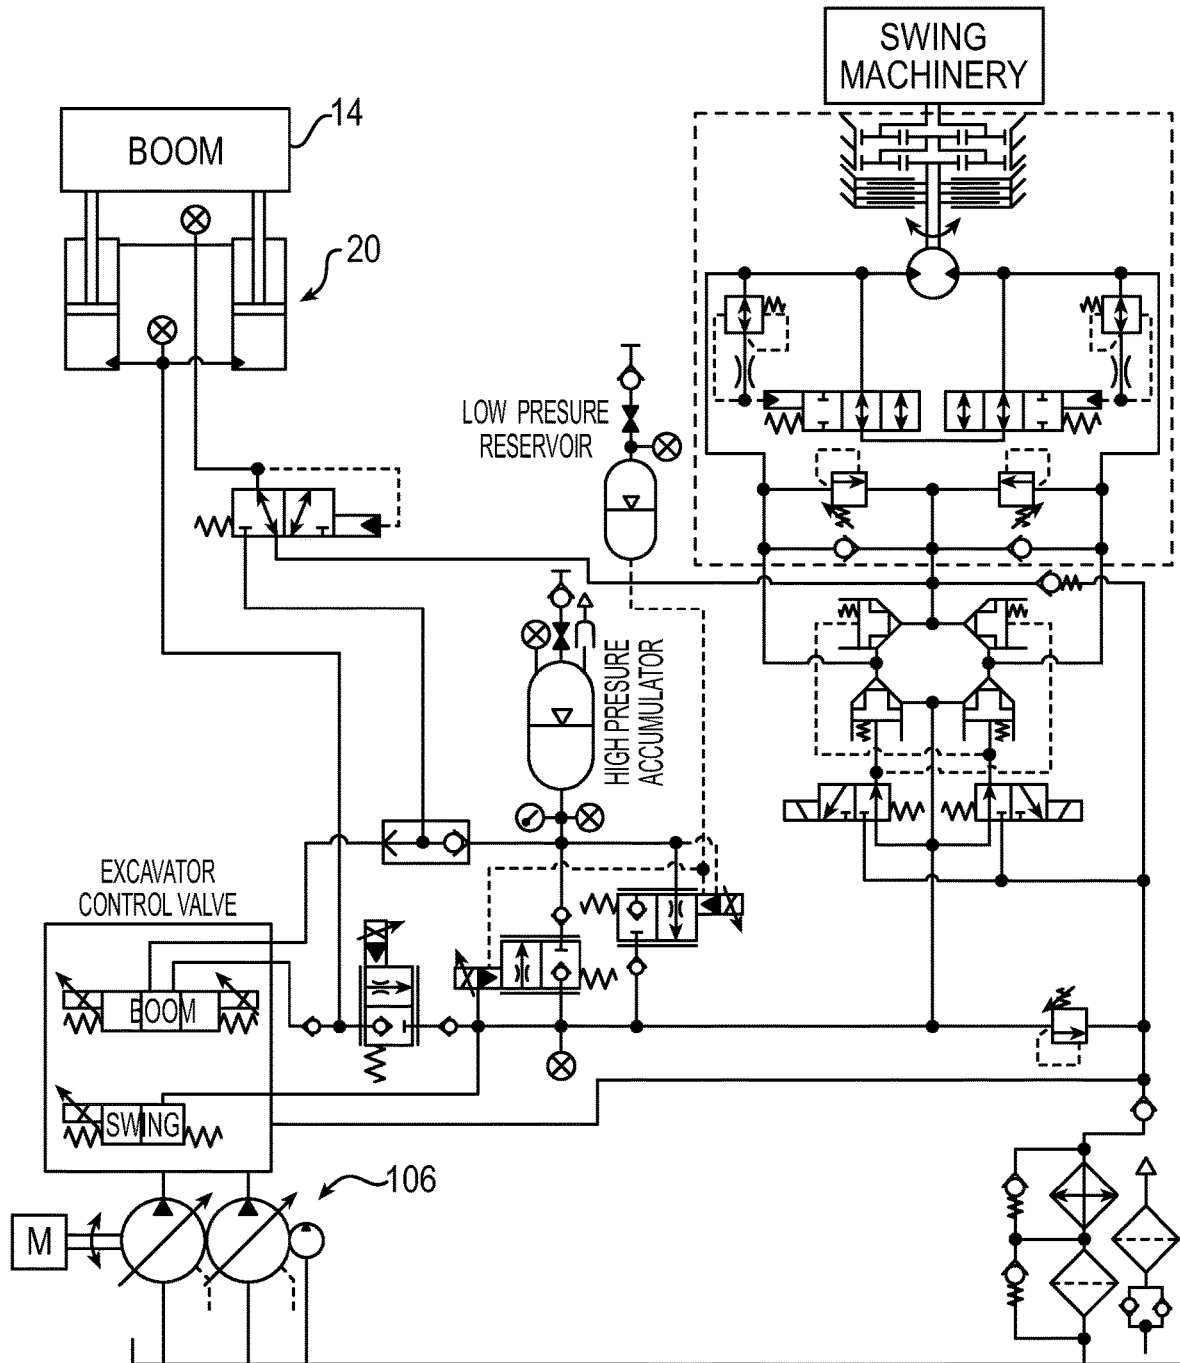 SWING
MACHINERY
14
BOOM
20
LOW PRESURE
RESERVOIR
HIGH PRESURE
ACCUMULATOR
EXCAVATOR
CONTROL VALVE
BOOM
SWING
106
M